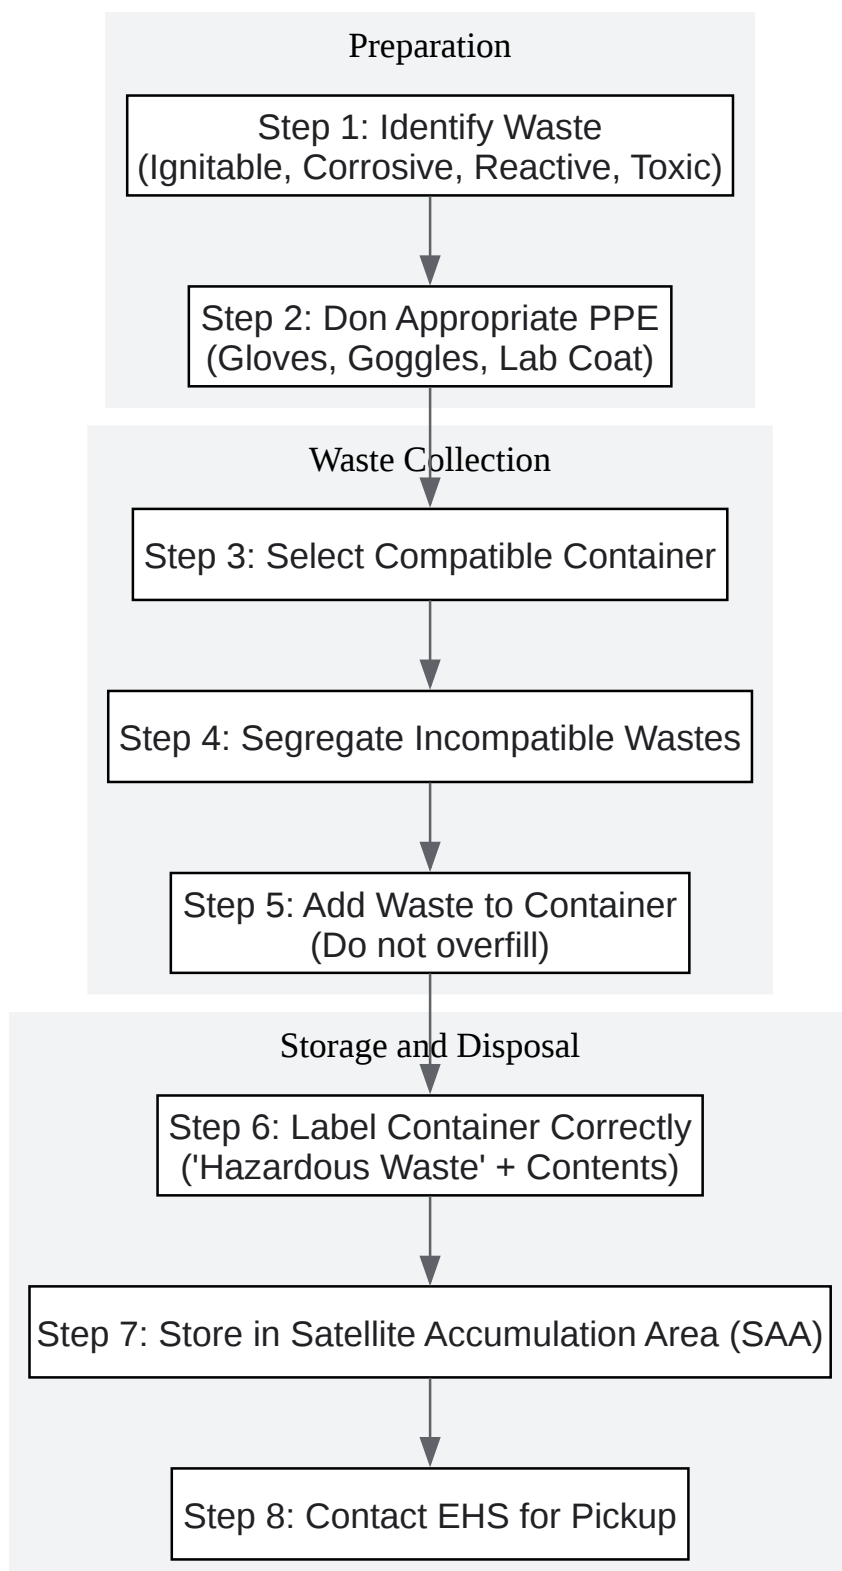 Preparation
Step 1: Identify Waste
(Ignitable, Corrosive, Reactive, Toxic)
Step 2: Don Appropriate PPE
(Gloves, Goggles, Lab Coat)
Waste Collection
Step 3: Select Compatible Container
Step 4: Segregate Incompatible Wastes
Step 5: Add Waste to Container
(Do not overfill)
Storage and Disposal
Step 6: Label Container Correctly
('Hazardous Waste' + Contents)
Step 7: Store in Satellite Accumulation Area (SAA)
Step 8: Contact EHS for Pickup